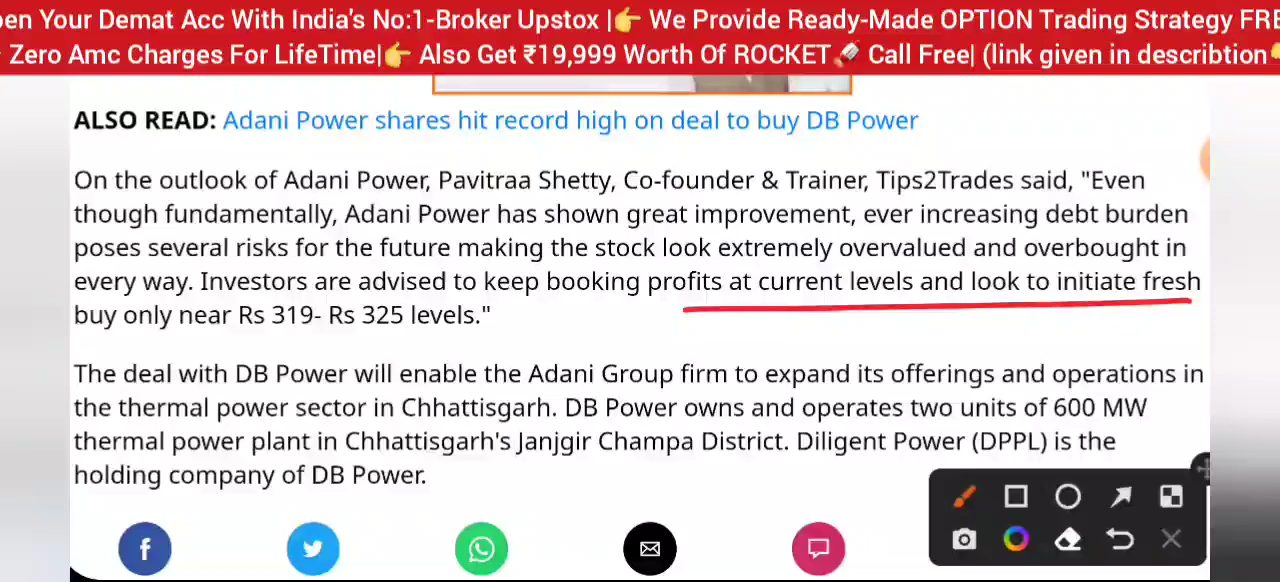 en Your Demat Acc With India's No:1-Broker Upstox |👉 We Provide Ready-Made OPTION Trading Strategy FRE
Zero Amc Charges For LifeTime|👉 Also Get ₹19,999 Worth Of ROCKET🚀 Call Free| (link given in describtion👇
ALSO READ: Adani Power shares hit record high on deal to buy DB Power
On the outlook of Adani Power, Pavitraa Shetty, Co-founder & Trainer, Tips2Trades said, "Even
though fundamentally, Adani Power has shown great improvement, ever increasing debt burden
poses several risks for the future making the stock look extremely overvalued and overbought in
every way. Investors are advised to keep booking profits at current levels and look to initiate fresh
buy only near Rs 319- Rs 325 levels."
The deal with DB Power will enable the Adani Group firm to expand its offerings and operations in
the thermal power sector in Chhattisgarh. DB Power owns and operates two units of 600 MW
thermal power plant in Chhattisgarh's Janjgir Champa District. Diligent Power (DPPL) is the
holding company of DB Power.